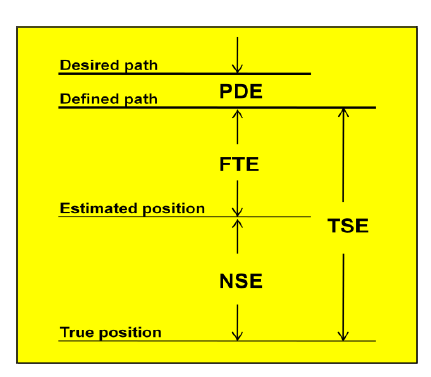 Desired path
PDE
Defined path
FTE
Estimated position
TSE
NSE
True position